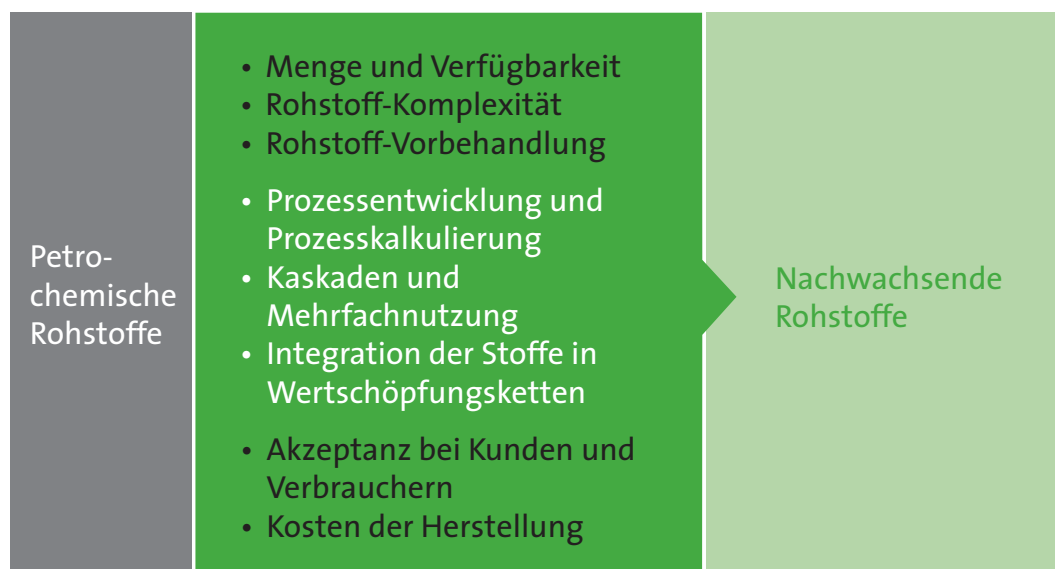 Petro-
chemische
Rohstoffe
• Menge und Verfügbarkeit
• Rohstoff-Komplexität
• Rohstoff-Vorbehandlung
• Prozessentwicklung und
Prozesskalkulierung
• Kaskaden und
Mehrfachnutzung
• Integration der Stoffe in
Wertschöpfungsketten
• Akzeptanz bei Kunden und
Verbrauchern
• Kosten der Herstellung
Nachwachsende
Rohstoffe